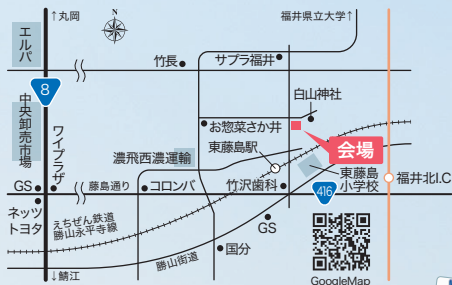 ↑丸岡
N
福井県立大学↑
エルパ
竹長
サプラ福井
8
白山神社
中央卸売市場
ワイプラザ
お惣菜さか井
会場
東藤島駅
濃飛西濃運輸
東藤島
小学校
GS
藤島通り
コロンバ
竹沢歯科
416
福井北I.C
ネッツ
トヨタ
えちぜん鉄道
勝山永平寺線
GS
国分
勝山街道
↓鯖江
GoogleMap